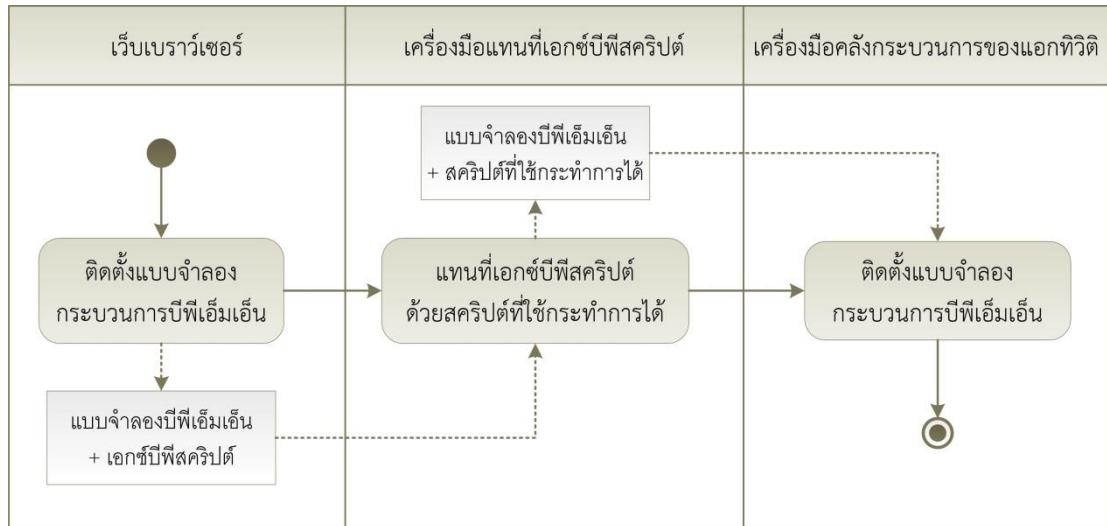 เว็บเบราว์เซอร์
เครื่องมือแทนที่เอกซ์บีพีสคริปต์
เครื่องมือคลังกระบวนการของแอกทิวิติ
แบบจำลองบีพีเอ็มเอ็น
+ สคริปต์ที่ใช้กระทำการได้
ติดตั้งแบบจำลอง
กระบวนการบีพีเอ็มเอ็น
แทนที่เอกซ์บีพีสคริปต์
ด้วยสคริปต์ที่ใช้กระทำการได้
ติดตั้งแบบจำลอง
กระบวนการบีพีเอ็มเอ็น
แบบจำลองบีพีเอ็มเอ็น
+ เอกซ์บีพีสคริปต์